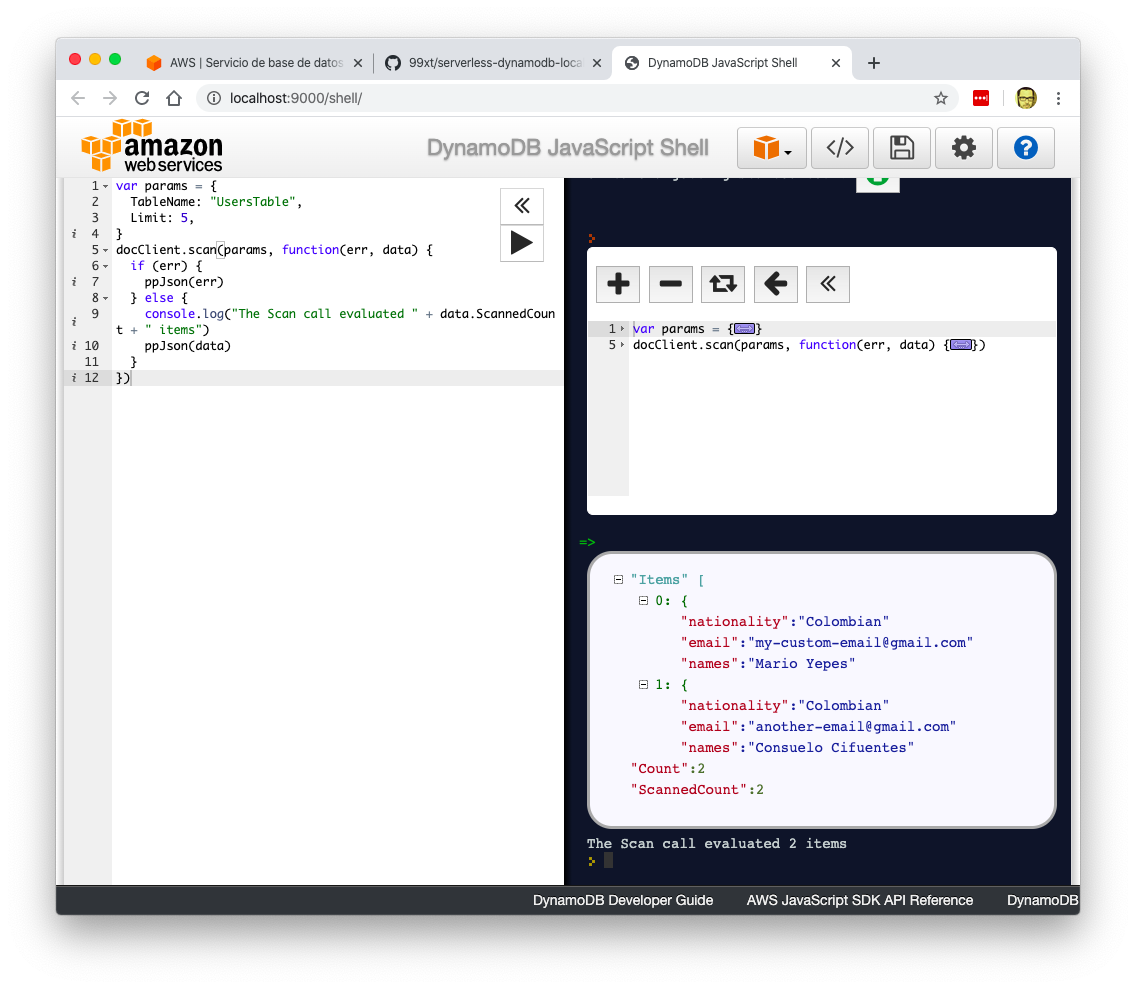 AWS | Servicio de base de datos
99xt/serverless-dynamodb-loca
DynamoDB JavaScript Shell
localhost:9000/shell/
amazon
web services
DynamoDB JavaScript Shell
1 var params = {
2 TableName: "UsersTable",
3 Limit: 5,
i 4 }
5 docClient.scan(params, function(err, data) {
6 if (err) {
i 7 ppJson(err)
8 } else {
i 9 console.log("The Scan call evaluated " + data.ScannedCou
t + " items")
i 10 ppJson(data)
11 }
i 12 })
1 var params = {}
5 docClient.scan(params, function(err, data) {})
=>
"Items" [
0: {
"nationality":"Colombian"
"email":"my-custom-email@gmail.com"
"names":"Mario Yepes"
1: {
"nationality":"Colombian"
"email":"another-email@gmail.com"
"names":"Consuelo Cifuentes"
"Count":2
"ScannedCount":2
The Scan call evaluated 2 items
DynamoDB Developer Guide
AWS JavaScript SDK API Reference
DynamoDB